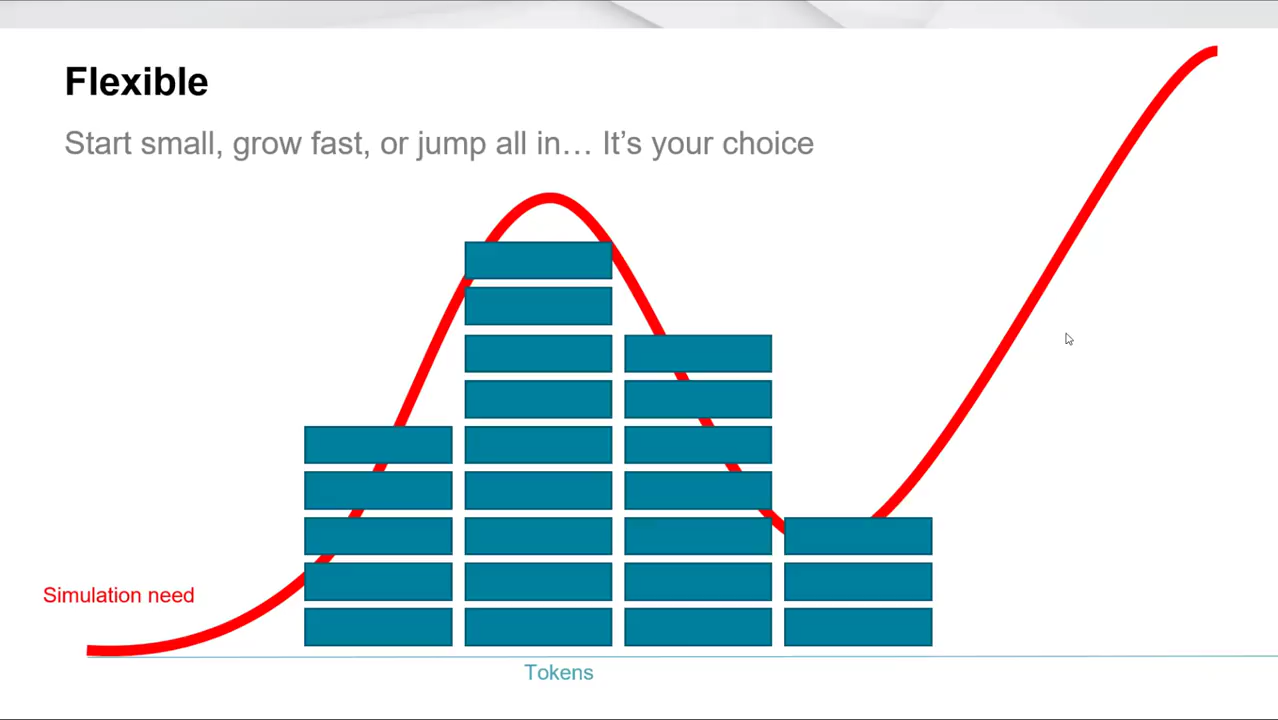 Flexible
Start small, grow fast, or jump all in… It’s your choice
Simulation need
Tokens